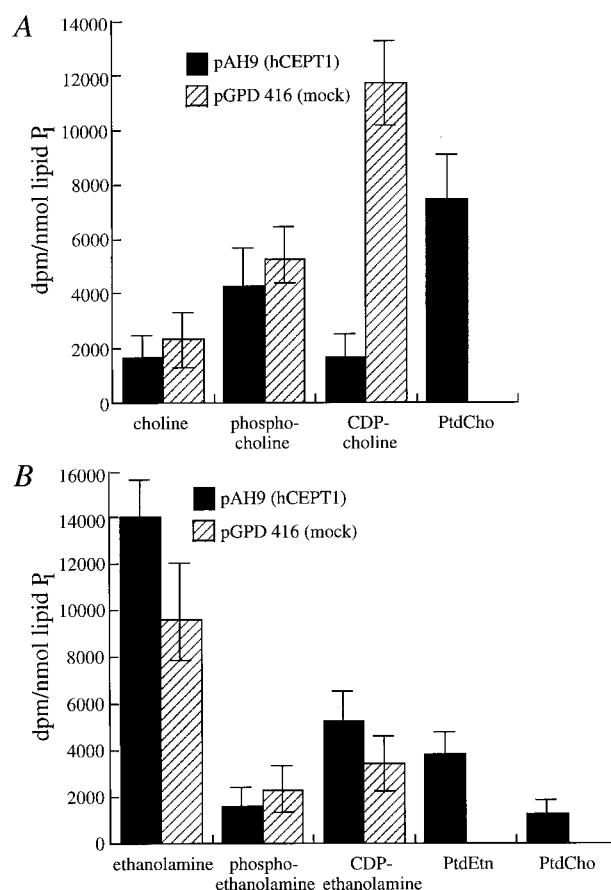 A
14000
12000
10000
8000
6000
4000
2000
0
dpm/nmol lipid Pi
pAH9 (hCEPT1)
pGPD 416 (mock)
choline
phospho-
choline
CDP-
choline
PtdCho
B
16000
14000
12000
10000
8000
6000
4000
2000
0
dpm/nmol lipid Pi
pAH9 (hCEPT1)
pGPD 416 (mock)
ethanolamine
phospho-
ethanolamine
CDP-
ethanolamine
PtdEtn
PtdCho